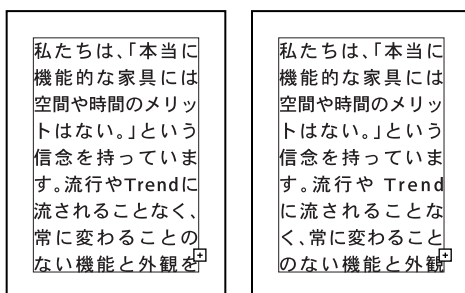 私たちは、「本当に
機能的な家具には
空間や時間のメリッ
トはない。」という
信念を持っていま
す。流行やTrendに
流されることなく、
常に変わることの
ない機能と外観を
私たちは、「本当に
機能的な家具には
空間や時間のメリッ
トはない。」という
信念を持っていま
す。流行や Trend
に流されることな
く、常に変わること
のない機能と外観